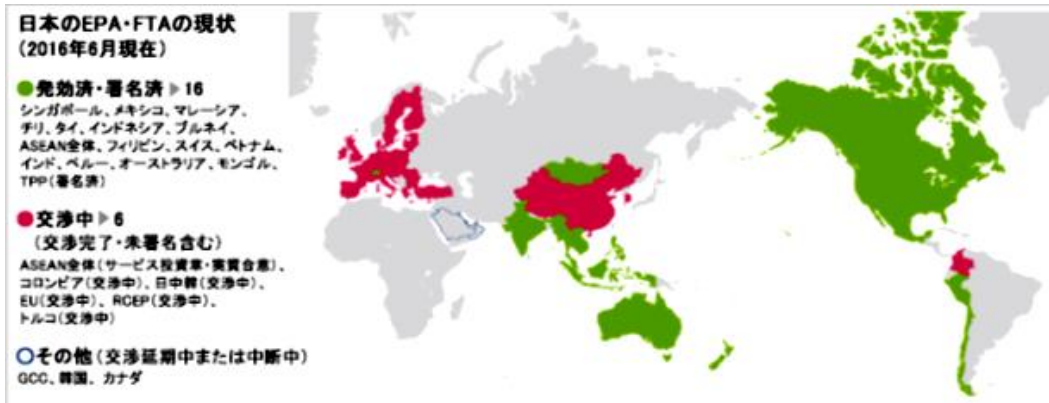 日本のEPA・FTAの現状
(2016年6月現在)
発効済・署名済▶16
シンガポール、メキシコ、マレーシア、
チリ、タイ、インドネシア、ブルネイ、
ASEAN全体、フィリピン、スイス、ベトナム、
インド、ペルー、オーストラリア、モンゴル、
TPP(署名済)
交渉中▶6
(交渉完了・未署名含む)
ASEAN全体(サービス投資章・実質合意)、
コロンビア(交渉中)、日中韓(交渉中)、
EU(交渉中)、RCEP(交渉中)、
トルコ(交渉中)
その他(交渉延期中または中断中)
GCC、韓国、カナダ